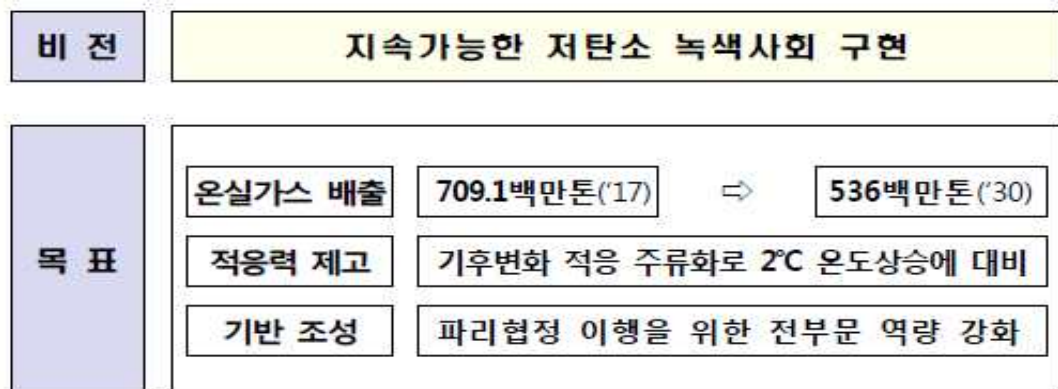 비 전 지속가능한 저탄소 녹색사회 구현
온실가스 배출 709.1백만톤('17) ⇨ 536백만톤('30)
목 표 적응력 제고 기후변화 적응 주류화로 2℃ 온도상승에 대비
기반 조성 파리협정 이행을 위한 전부문 역량 강화